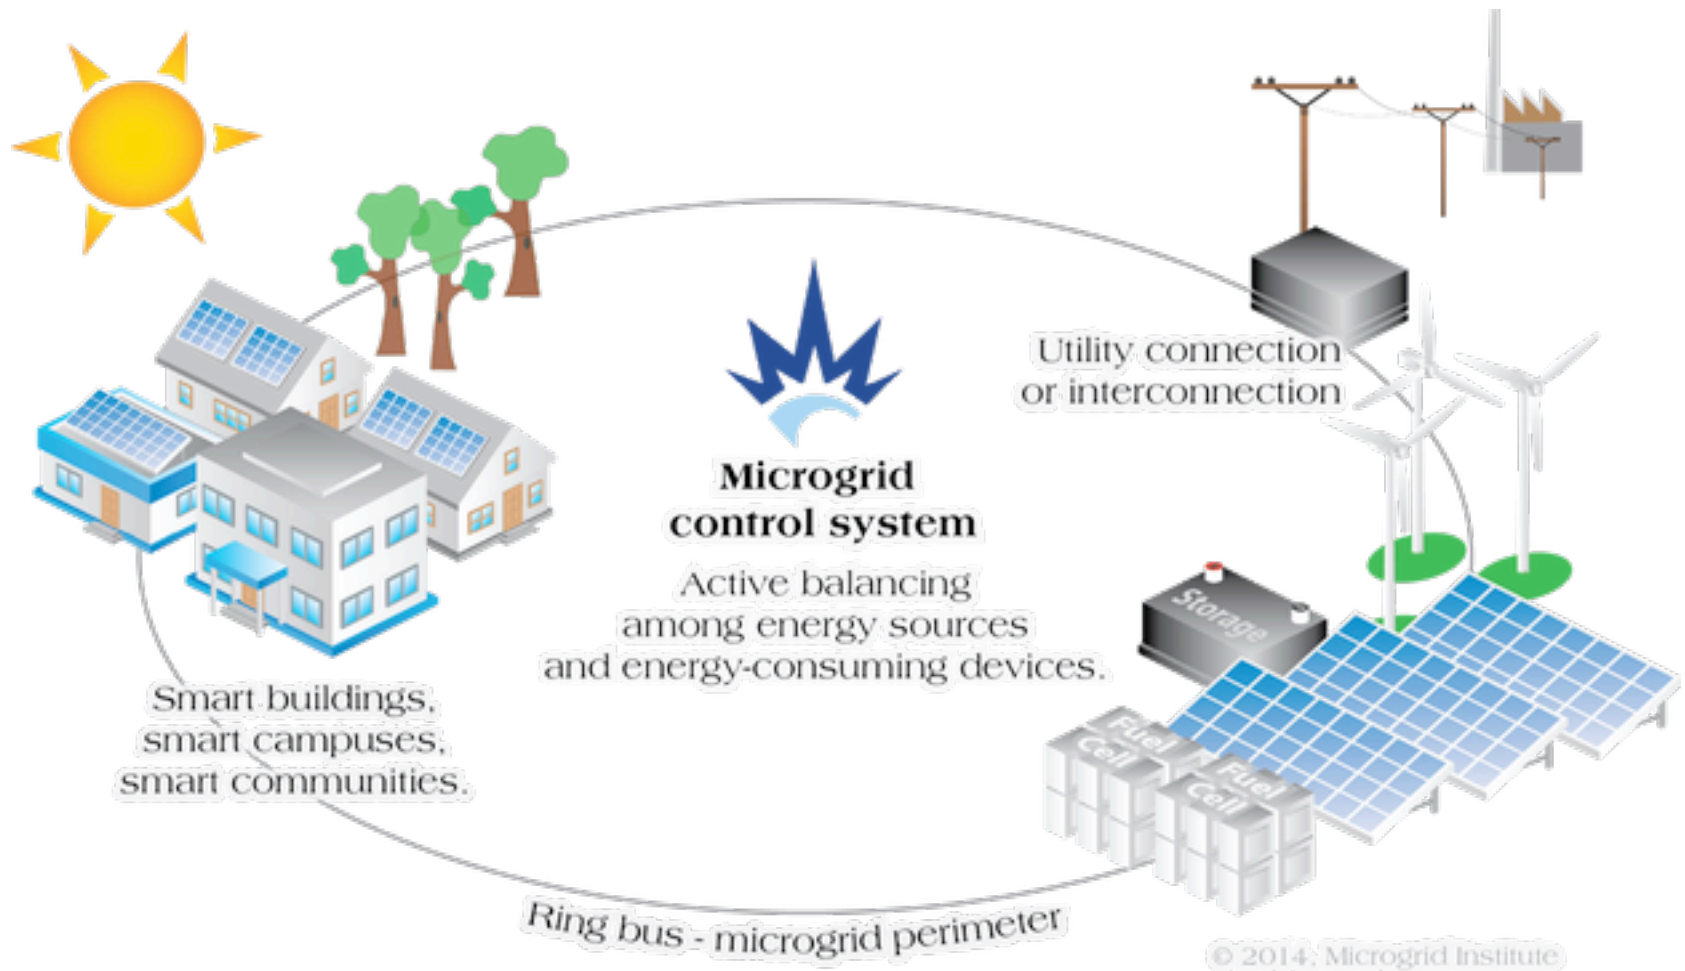 Utility connection
or interconnection
Microgrid
control system
Active balancing
among energy sources
and energy-consuming devices.
Storage
Smart buildings,
smart campuses,
smart communities.
Fuel
Cell
Fuel
Cell
Ring bus - microgrid perimeter
© 2014, Microgrid Institute